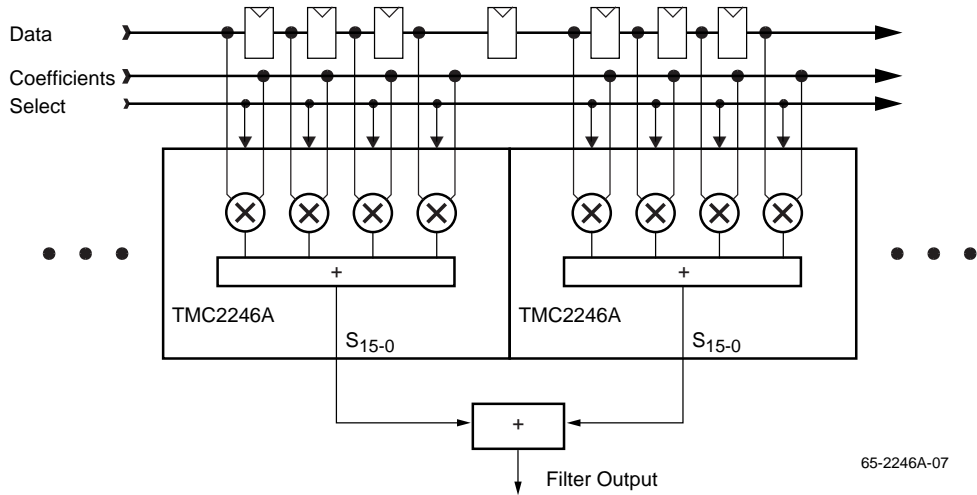 Data
Coefficients
Select
+ +
TMC2246A TMC2246A
S15-0 S15-0
+
65-2246A-07
Filter Output